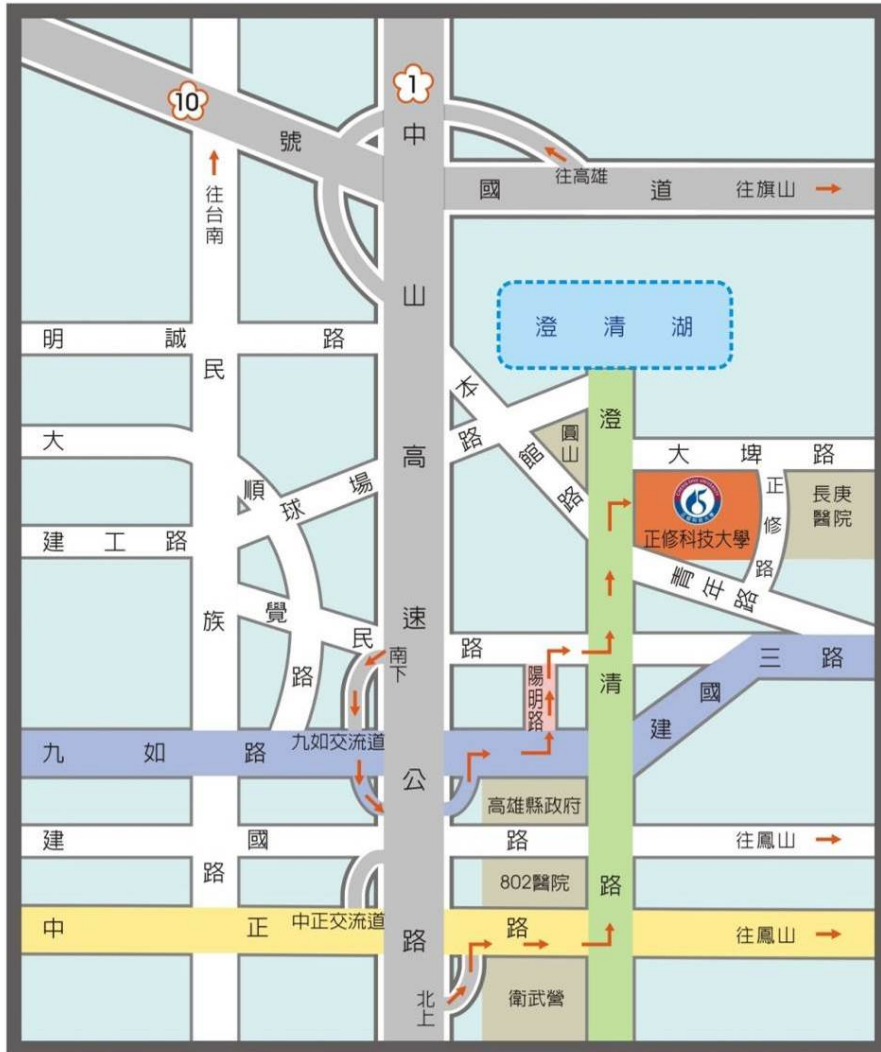 10
1
號
中山高速公路
往台南
往高雄
國道
往旗山
澄清湖
明誠路
民族路
本館路
澄清路
大順路
球場路
圓山
大埤路
正修科技大學
正修路
長庚醫院
建工路
青年路
覺民路
南下
陽明路
建國三路
九如路
九如交流道
高雄縣政府
建國路
往鳳山
802醫院
中正路
中正交流道
往鳳山
北上
衛武營